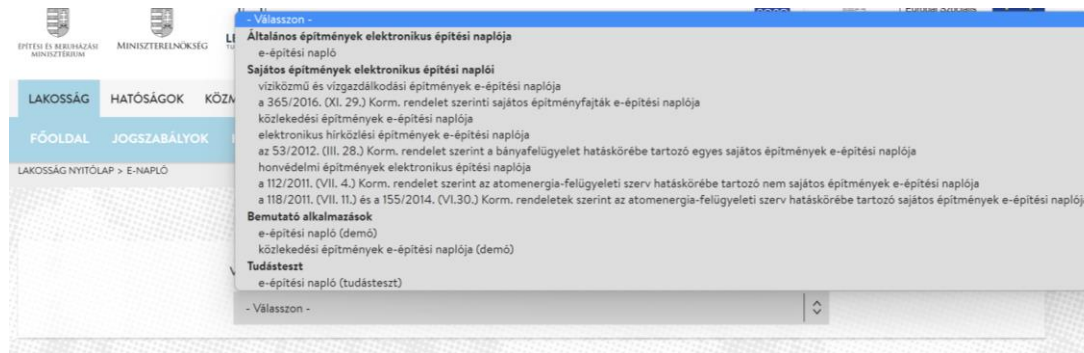 - Válasszon -
Általános építmények elektronikus építési naplója
e-építési napló
Sajátos építmények elektronikus építési naplói
víziközmű és vízgazdálkodási építmények e-építési naplója
a 365/2016. (XI. 29.) Korm. rendelet szerinti sajátos építményfajták e-építési naplója
közlekedési építmények e-építési naplója
elektronikus hírközlési építmények e-építési naplója
az 53/2012. (III. 28.) Korm. rendelet szerint a bányafelügyelet hatáskörébe tartozó egyes sajátos építmények e-építési naplója
honvédelmi építmények elektronikus építési naplója
a 112/2011. (VII. 4.) Korm. rendelet szerint az atomenergia-felügyeleti szerv hatáskörébe tartozó nem sajátos építmények e-építési naplója
a 118/2011. (VII. 11.) és a 155/2014. (VI.30.) Korm. rendeletek szerint az atomenergia-felügyeleti szerv hatáskörébe tartozó sajátos építmények e-építési naplója
Bemutató alkalmazások
e-építési napló (demó)
közlekedési építmények e-építési naplója (demó)
Tudásteszt
e-építési napló (tudásteszt)
- Válasszon -
ÉPÍTÉSI ÉS BERUHÁZÁSI
MINISZTÉRIUM
MINISZTERELNÖKSÉG
LAKOSSÁG HATÓSÁGOK
FŐOLDAL JOGSZABÁLYOK
LAKOSSÁG NYITÓLAP > E-NAPLÓ